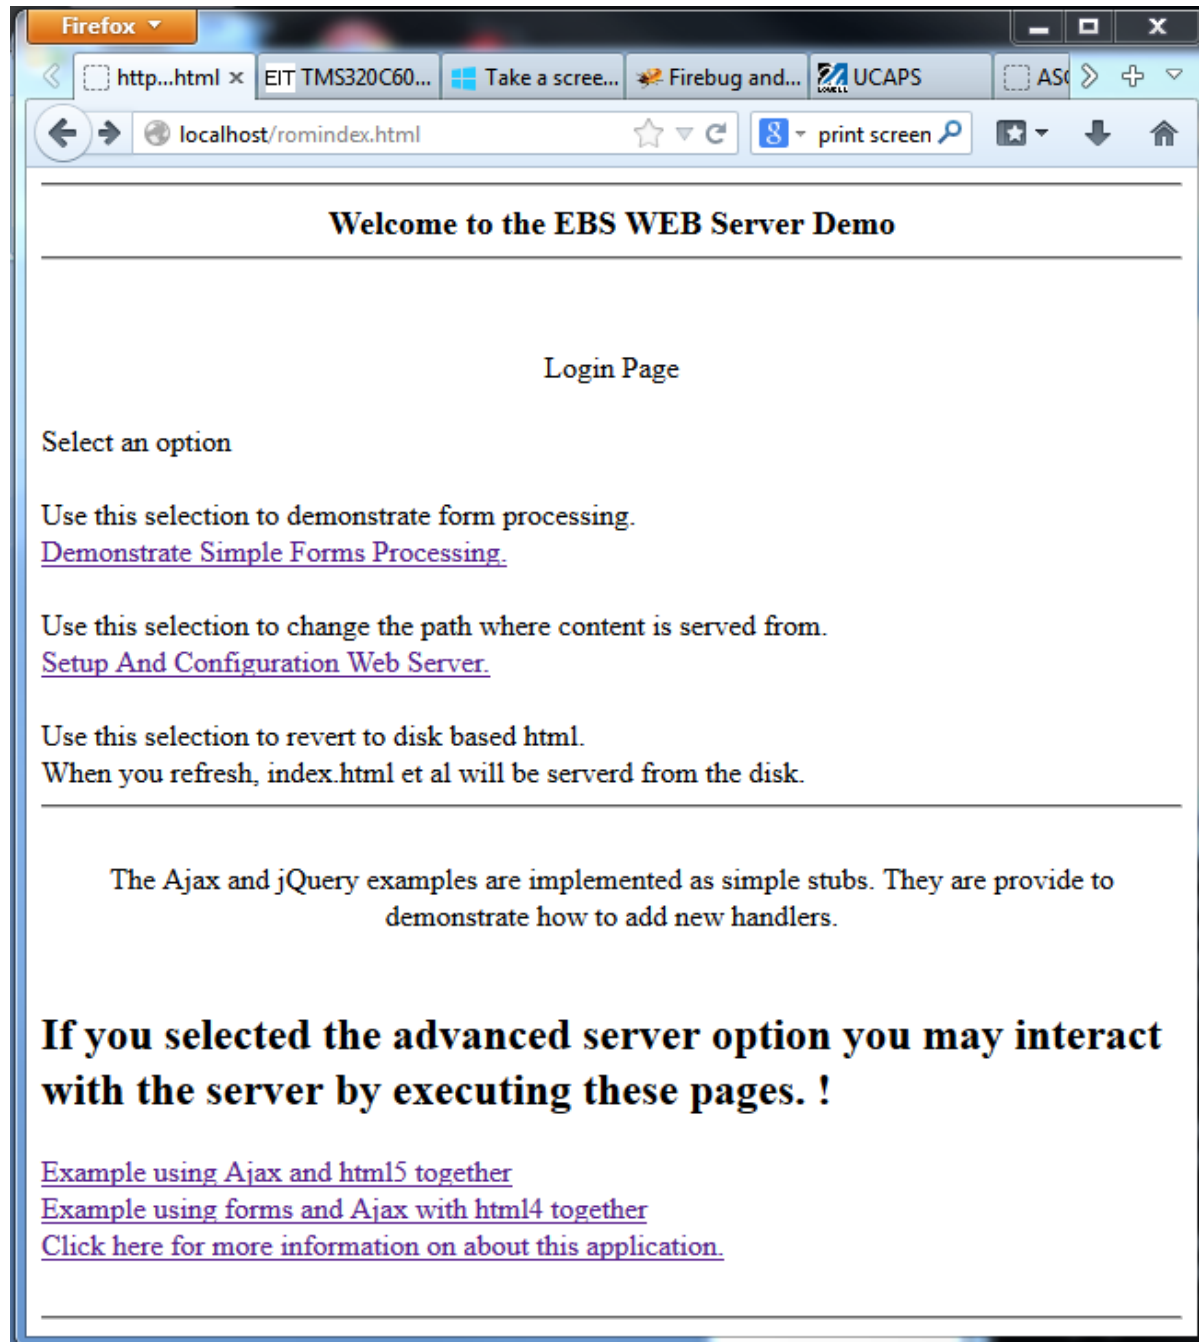 Firefox
http...html
EIT TMS320C60...
Take a scree...
Firebug and...
UCAPS
localhost/romindex.html
8
print screen
Welcome to the EBS WEB Server Demo
Login Page
Select an option
Use this selection to demonstrate form processing.
Demonstrate Simple Forms Processing.
Use this selection to change the path where content is served from.
Setup And Configuration Web Server.
Use this selection to revert to disk based html.
When you refresh, index.html et al will be serverd from the disk.
The Ajax and jQuery examples are implemented as simple stubs. They are provide to
demonstrate how to add new handlers.
If you selected the advanced server option you may interact
with the server by executing these pages. !
Example using Ajax and html5 together
Example using forms and Ajax with html4 together
Click here for more information on about this application.